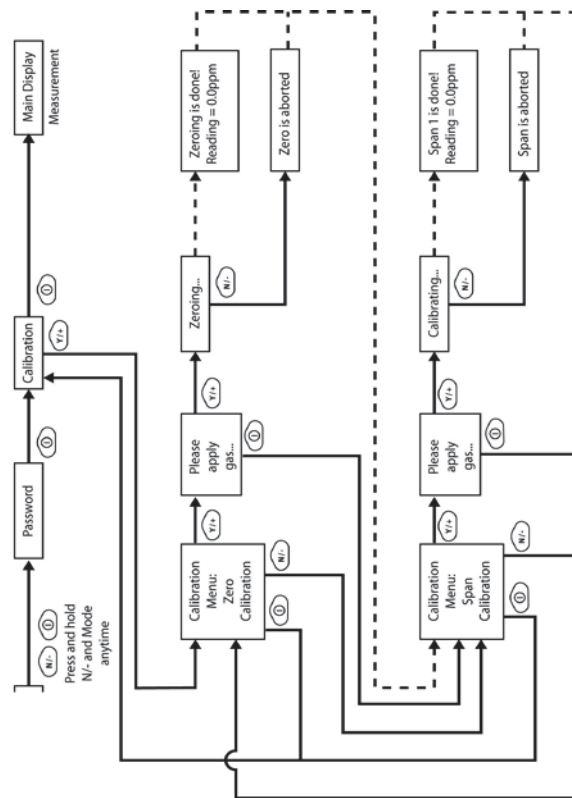 N/-
Press and hold
N/- and Mode
anytime
Password
Calibration
Y/+
Main Display
Measurement
Calibration
Menu:
Zero
Calibration
Y/+
N/-
Please
apply
gas...
Y/+
Zeroing...
N/-
Zeroing is done!
Reading = 0.0ppm
Zero is aborted
Calibration
Menu:
Span
Calibration
Y/+
N/-
Please
apply
gas...
Y/+
Calibrating...
N/-
Span 1 is done!
Reading = 0.0ppm
Span is aborted